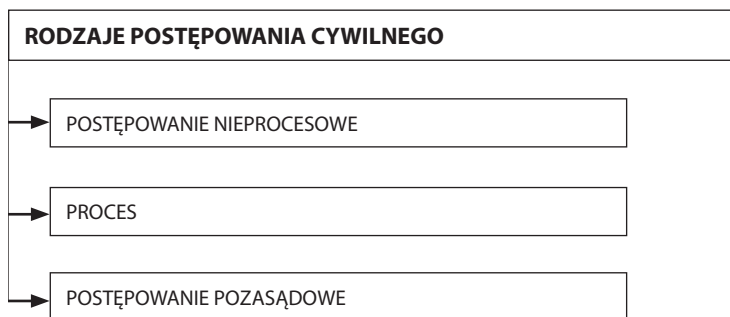 RODZAJE POSTĘPOWANIA CYWILNEGO
POSTĘPOWANIE NIEPROCESOWE
PROCES
POSTĘPOWANIE POZASĄDOWE